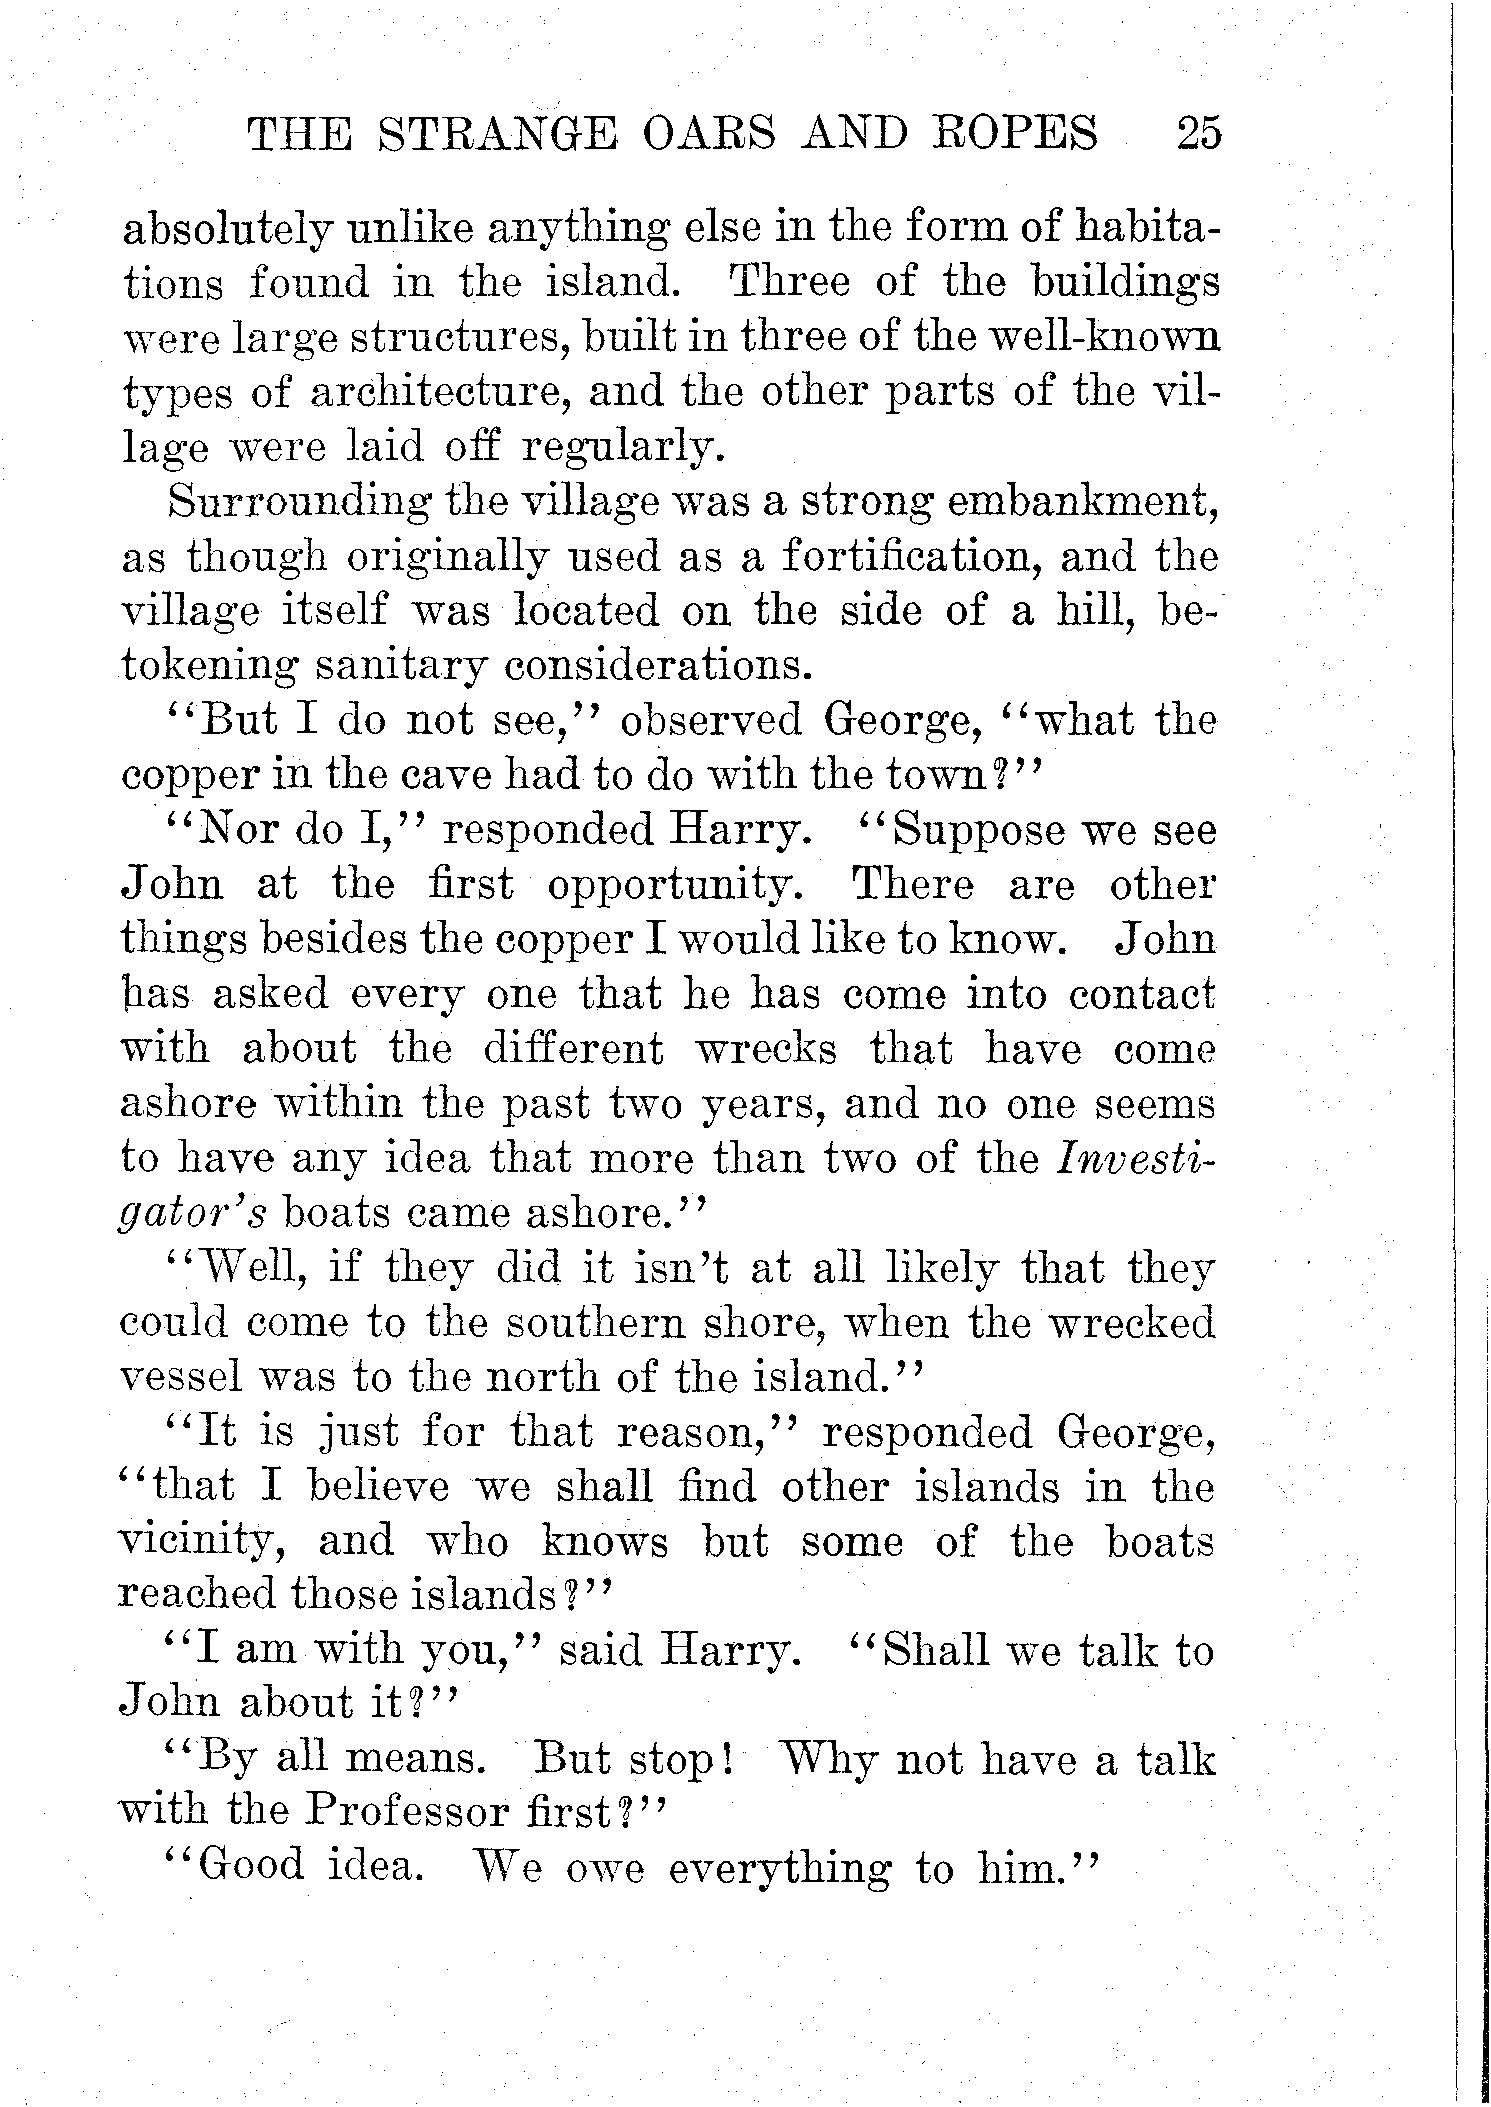 THE STRANGE OARS AND ROPES 25
absolutely unlike anything else in the form of habita-
tions found in the island. Three of the buildings
were large structures, built in three of the well-known
types of architecture, and the other parts of the vil-
lage were laid off regularly.
Surrounding the village was a strong embankment,
as though originally used as a fortification, and the
village itself was located on the side of a hill, be-
tokening sanitary considerations.
"But I do not see," observed George, "what the
copper in the cave had to do with the town?"
"Nor do I," responded Harry. "Suppose we see
John at the first opportunity. There are other
things besides the copper I would like to know. John
has asked every one that he has come into contact
with about the different wrecks that have come
ashore within the past two years, and no one seems
to have any idea that more than two of the Investi-
gator's boats came ashore."
"Well, if they did it isn't at all likely that they
could come to the southern shore, when the wrecked
vessel was to the north of the island."
"It is just for that reason," responded George,
"that I believe we shall find other islands in the
vicinity, and who knows but some of the boats
reached those islands?"
"I am with you," said Harry. "Shall we talk to
John about it?"
"By all means. But stop! Why not have a talk
with the Professor first?"
"Good idea. We owe everything to him."